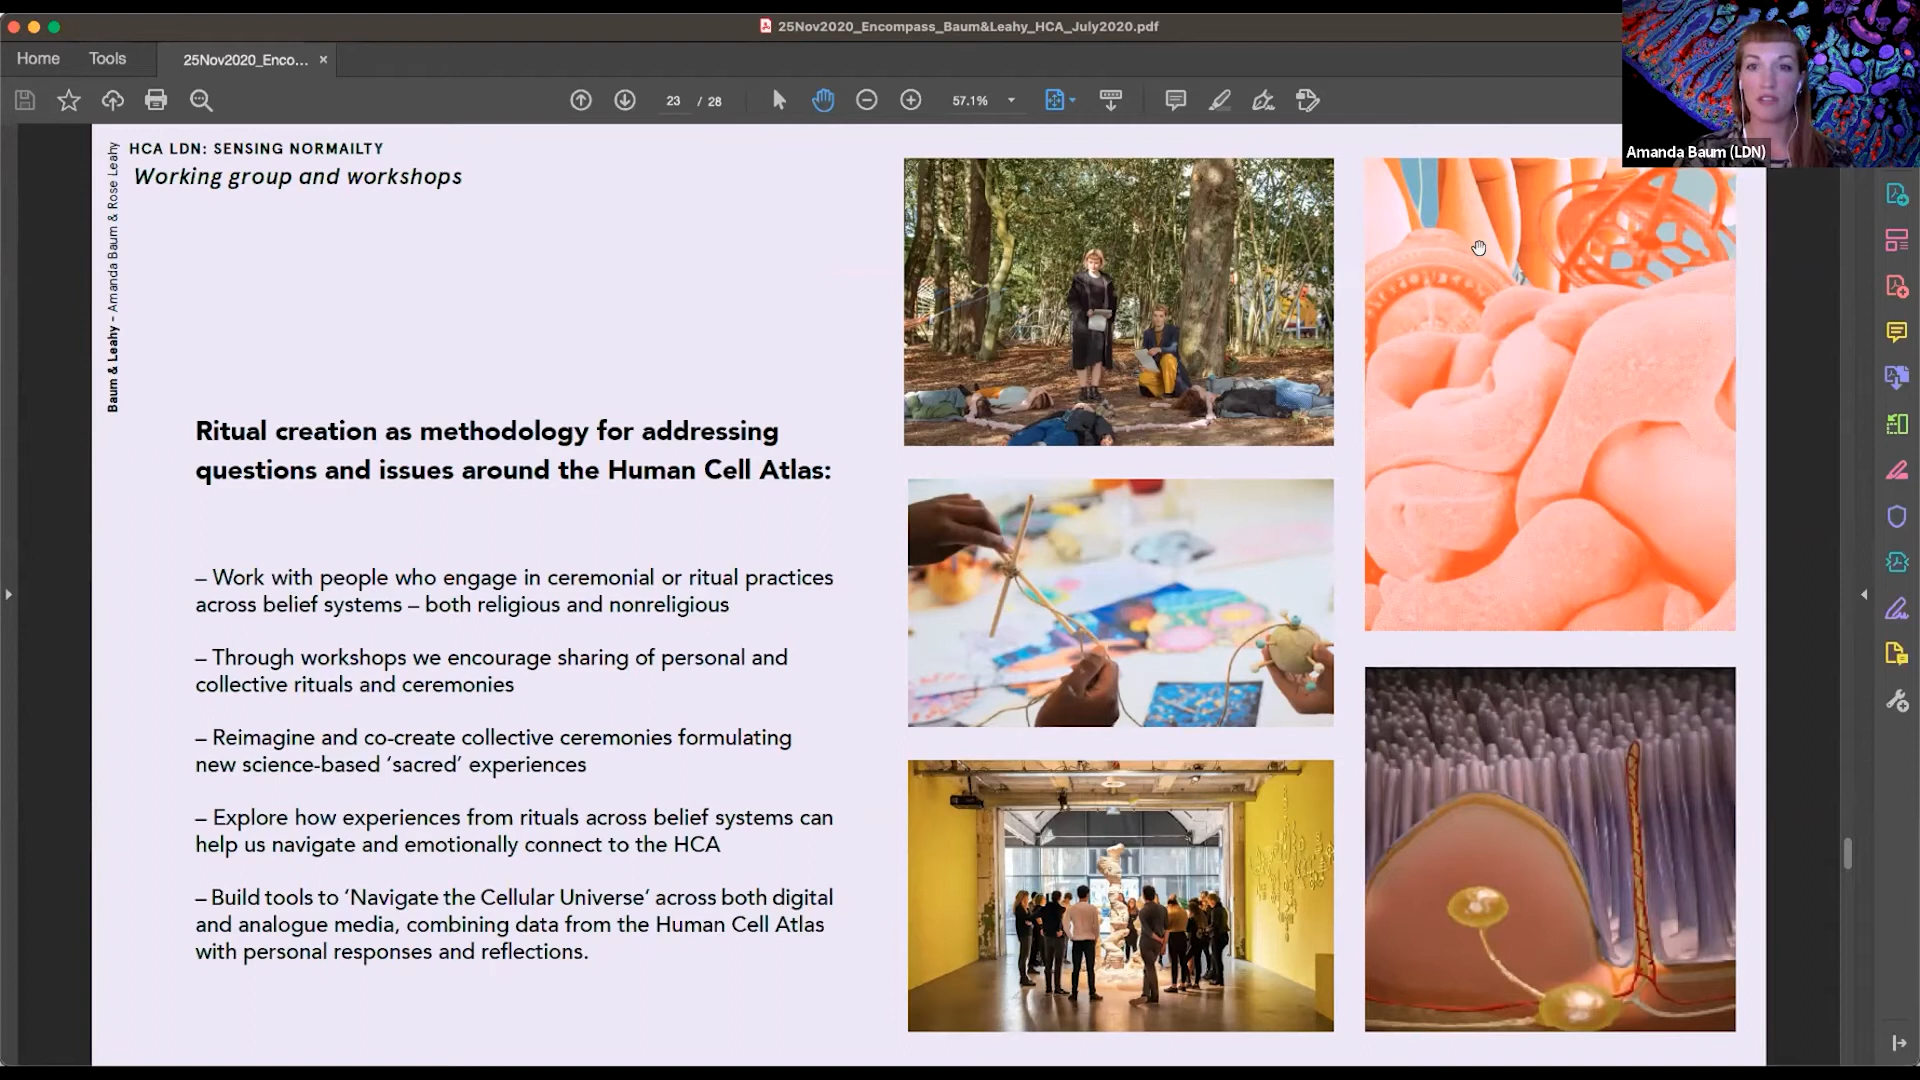 25Nov2020_Encompass_Baum&Leahy_HCA_July2020.pdf
Home
Tools
25Nov2020_Enco...
23 / 28
57.1%
Amanda Baum (LDN)
Baum & Leahy – Amanda Baum & Rose Leahy
HCA LDN: SENSING NORMAILTY
Working group and workshops
Ritual creation as methodology for addressing
questions and issues around the Human Cell Atlas:
– Work with people who engage in ceremonial or ritual practices
across belief systems – both religious and nonreligious
– Through workshops we encourage sharing of personal and
collective rituals and ceremonies
– Reimagine and co-create collective ceremonies formulating
new science-based ‘sacred’ experiences
– Explore how experiences from rituals across belief systems can
help us navigate and emotionally connect to the HCA
– Build tools to ‘Navigate the Cellular Universe’ across both digital
and analogue media, combining data from the Human Cell Atlas
with personal responses and reflections.